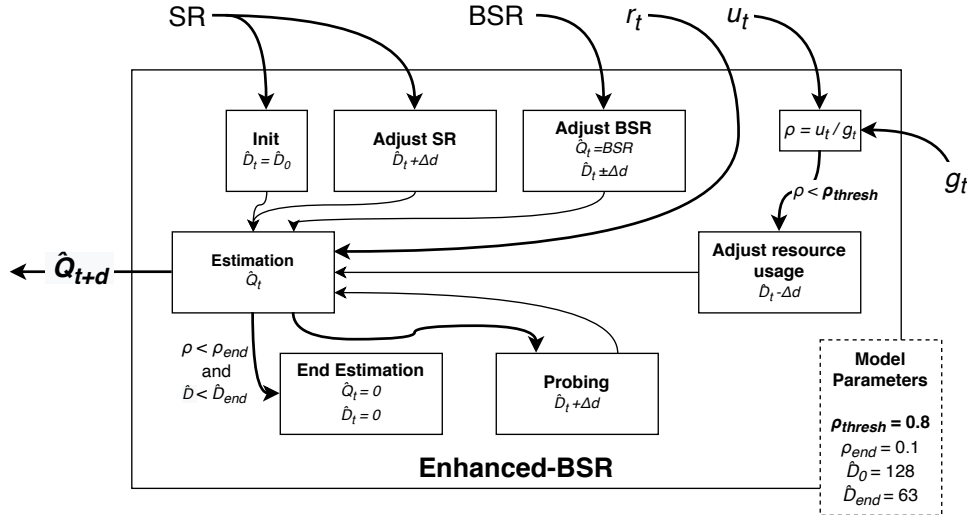 SR
BSR
r_t
u_t
Init
D̂_t = D̂_0
Adjust SR
D̂_t +Δd
Adjust BSR
Q̂_t =BSR
D̂_t ±Δd
ρ = u_t / g_t
g_t
ρ < ρ_thresh
Q̂_{t+d}
Estimation
Q̂_t
Adjust resource
usage
D̂_t -Δd
ρ < ρ_end
and
D̂ < D̂_end
End Estimation
Q̂_t = 0
D̂_t = 0
Probing
D̂_t +Δd
Enhanced-BSR
Model
Parameters
ρ_thresh = 0.8
ρ_end = 0.1
D̂_0 = 128
D̂_end = 63